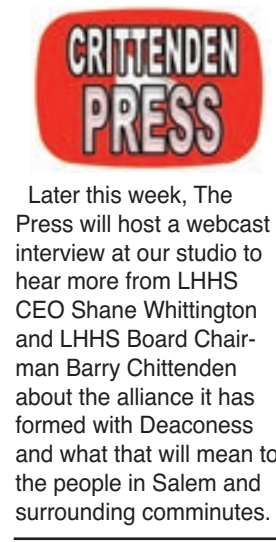 CRITTENDEN
PRESS
Later this week, The
Press will host a webcast
interview at our studio to
hear more from LHHS
CEO Shane Whittington
and LHHS Board Chair-
man Barry Chittenden
about the alliance it has
formed with Deaconess
and what that will mean to
the people in Salem and
surrounding comminutes.